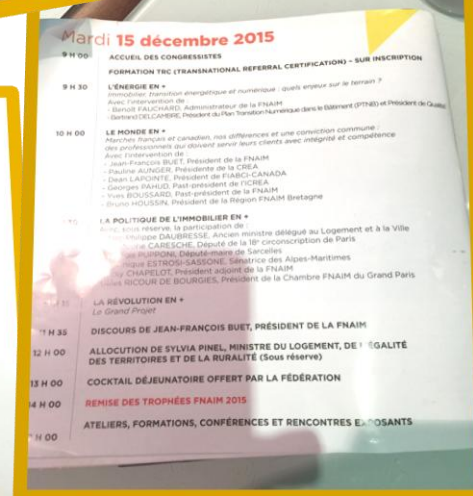 Mardi 15 décembre 2015
9 H 00 ACCUEIL DES CONGRESSISTES
FORMATION TRC (TRANSNATIONAL REFERRAL CERTIFICATION) - SUR INSCRIPTION
9 H 30 L'ÉNERGIE EN +
Immobilier, transition énergétique et numérique : quels enjeux sur le terrain ?
Avec l'intervention de :
- Benoît FAUCHARD, Administrateur de la FNAIM
- Bertrand DELCAMBRE, Président du Plan Transition Numérique dans le Bâtiment (PTNB) et Président de
10 H 00 LE MONDE EN +
Marchés français et canadien, nos différences et une conviction commune :
des professionnels qui doivent servir leurs clients avec intégrité et compétence
Avec l'intervention de :
- Jean-François BUET, Président de la FNAIM
- Pauline AUNGER, Présidente de la CREA
- Dean LAPOINTE, Président de FIABCI-CANADA
- Georges PAHUD, Past-président de l'ICREA
- Yves BOUSSARD, Past-président de la FNAIM
- Bruno HOUSSIN, Président de la Région FNAIM Bretagne
LA POLITIQUE DE L'IMMOBILIER EN +
sous réserve, la participation de :
DAUBRESSE, Ancien ministre délégué au Logement et à la Ville
CARESCHE, Député de la 18e circonscription de Paris
PUPPONI, Député-maire de Sarcelles
ESTROSI-SASSONE, Sénatrice des Alpes-Maritimes
CHAPELOT, Président adjoint de la FNAIM
RICOUR DE BOURGIES, Président de la Chambre FNAIM du Grand Paris
LA RÉVOLUTION EN +
Le Grand Projet
H 35 DISCOURS DE JEAN-FRANÇOIS BUET, PRÉSIDENT DE LA FNAIM
12 H 00 ALLOCUTION DE SYLVIA PINEL, MINISTRE DU LOGEMENT, DE L'ÉGALITÉ
DES TERRITOIRES ET DE LA RURALITÉ (Sous réserve)
13 H 00 COCKTAIL DÉJEUNATOIRE OFFERT PAR LA FÉDÉRATION
14 H 00 REMISE DES TROPHÉES FNAIM 2015
ATELIERS, FORMATIONS, CONFÉRENCES ET RENCONTRES EXPOSANTS
H 00